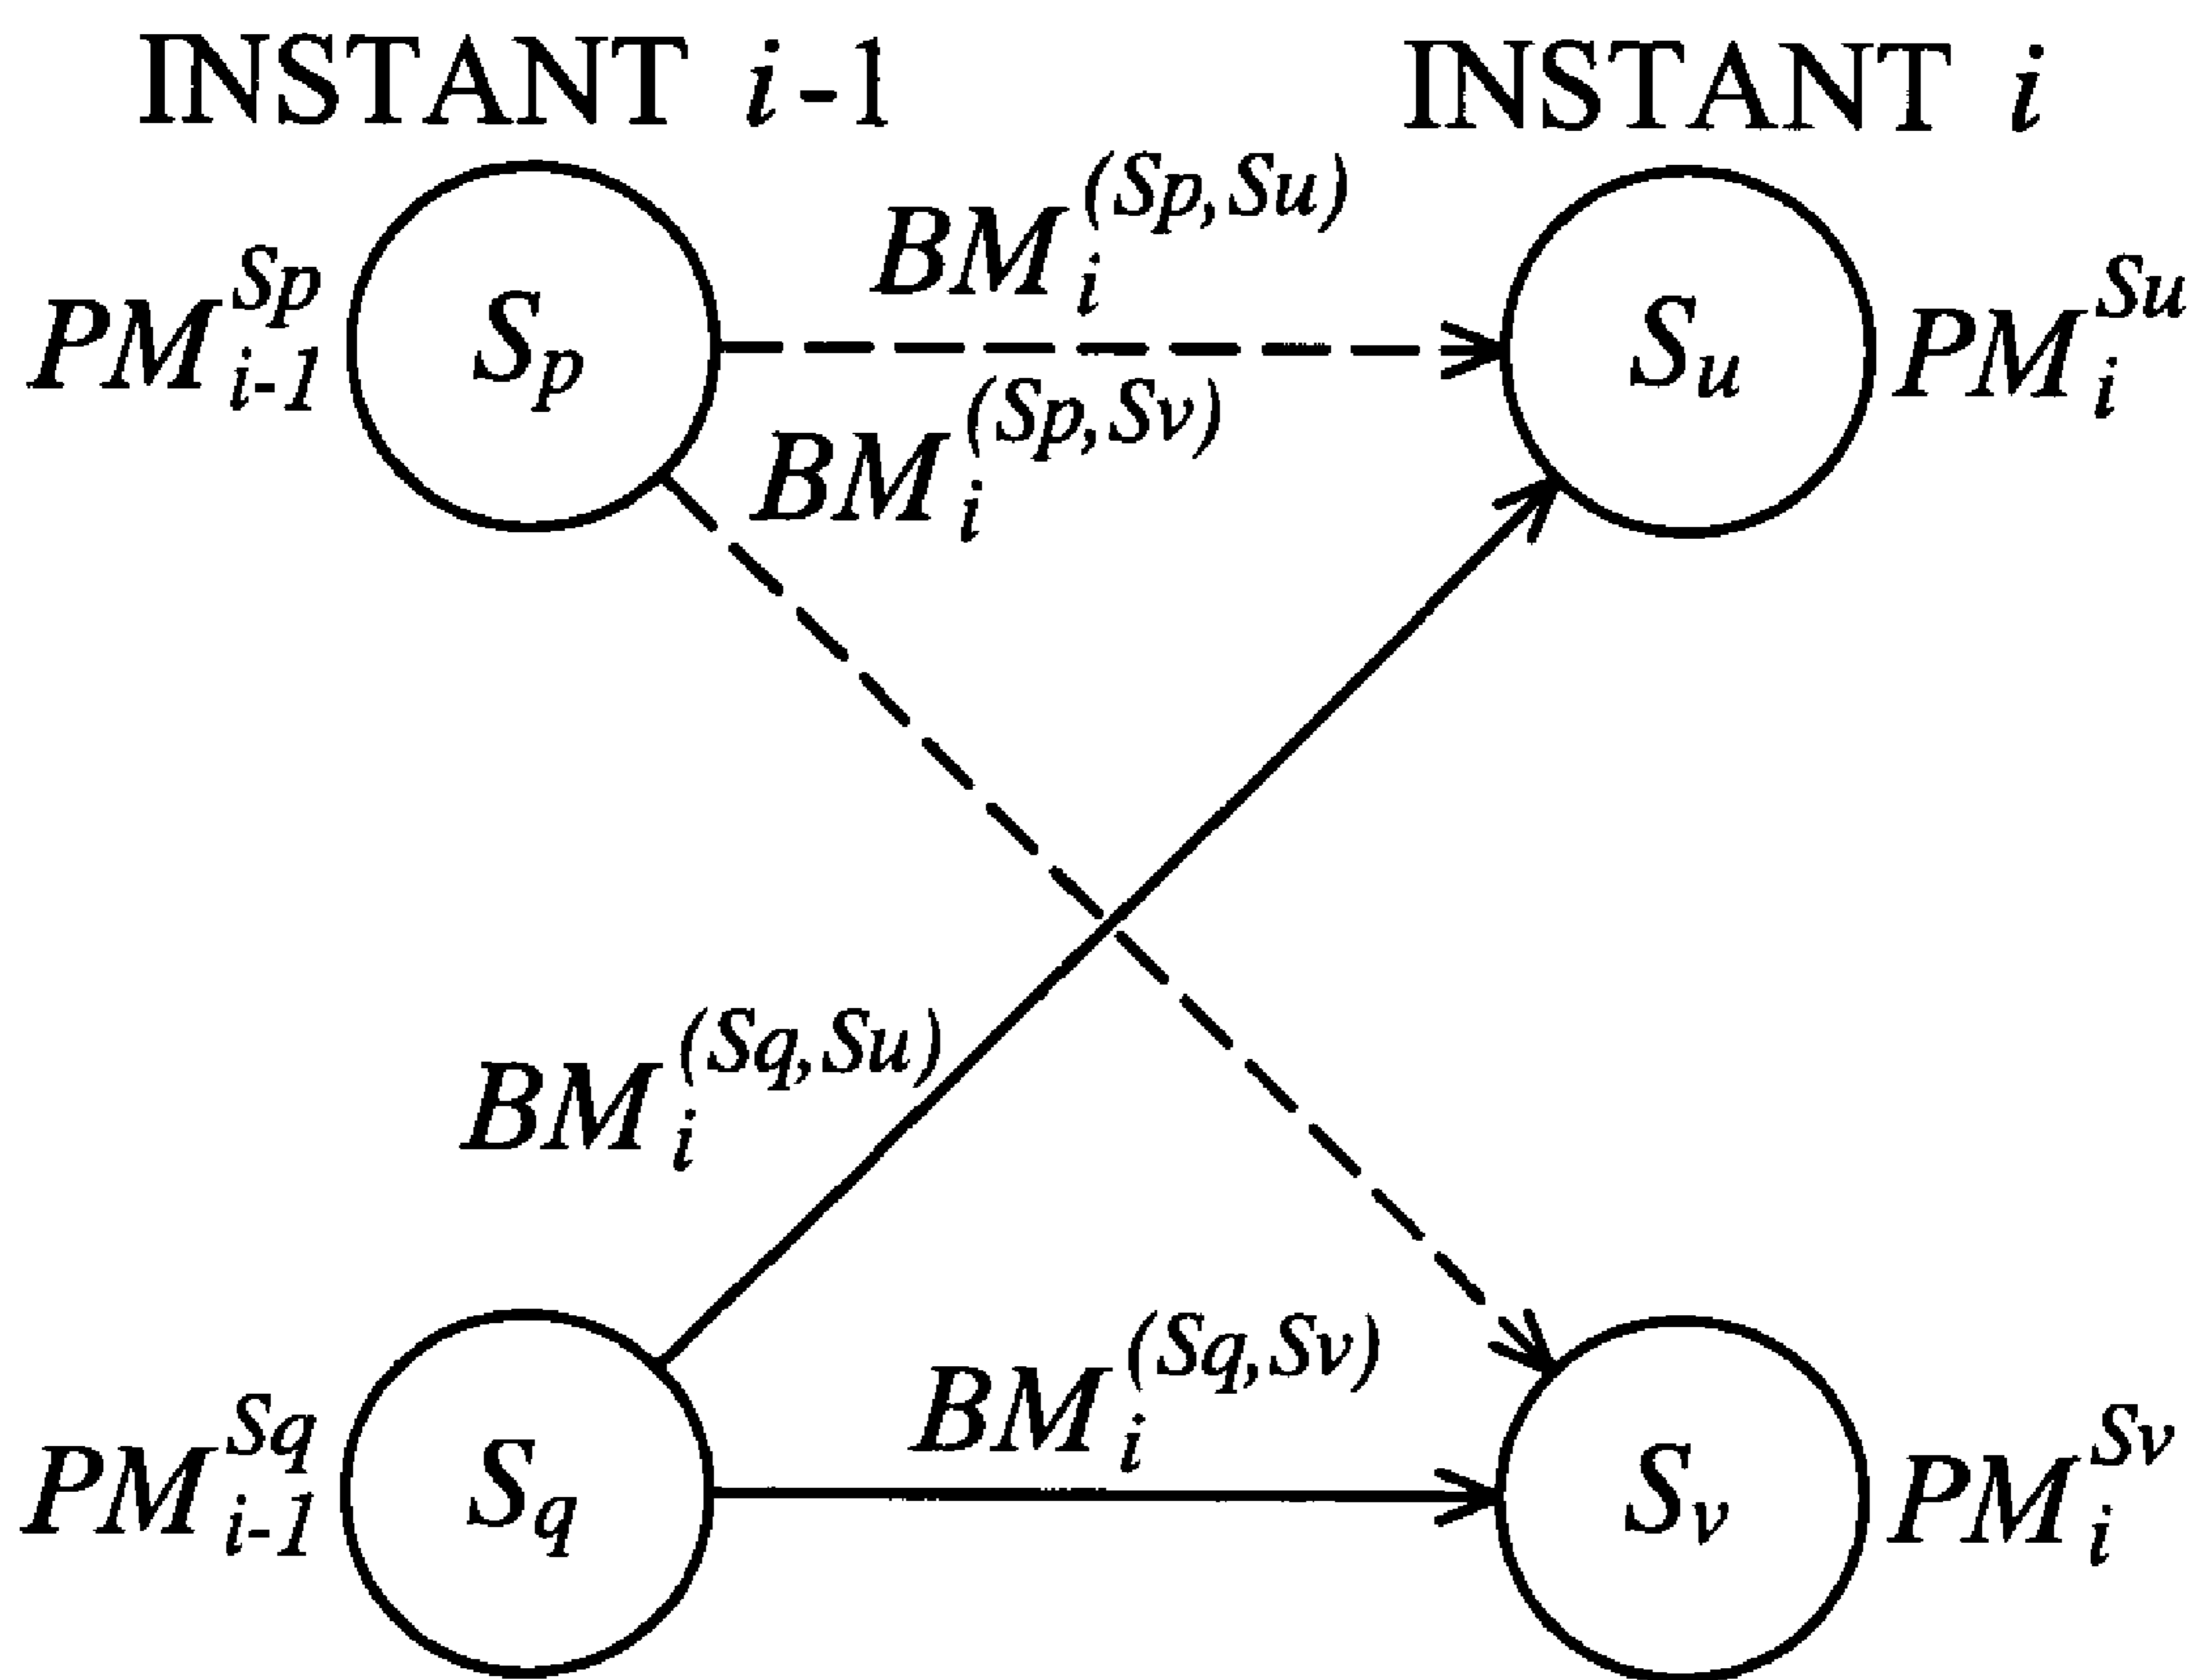 INSTANT i-1
INSTANT i
BM_i^(Sp,Su)
PM_{i-1}^{Sp}
S_p
S_u
PM_i^{Su}
BM_i^(Sp,Sv)
BM_i^(Sq,Su)
BM_i^(Sq,Sv)
PM_{i-1}^{Sq}
S_q
S_v
PM_i^{Sv}